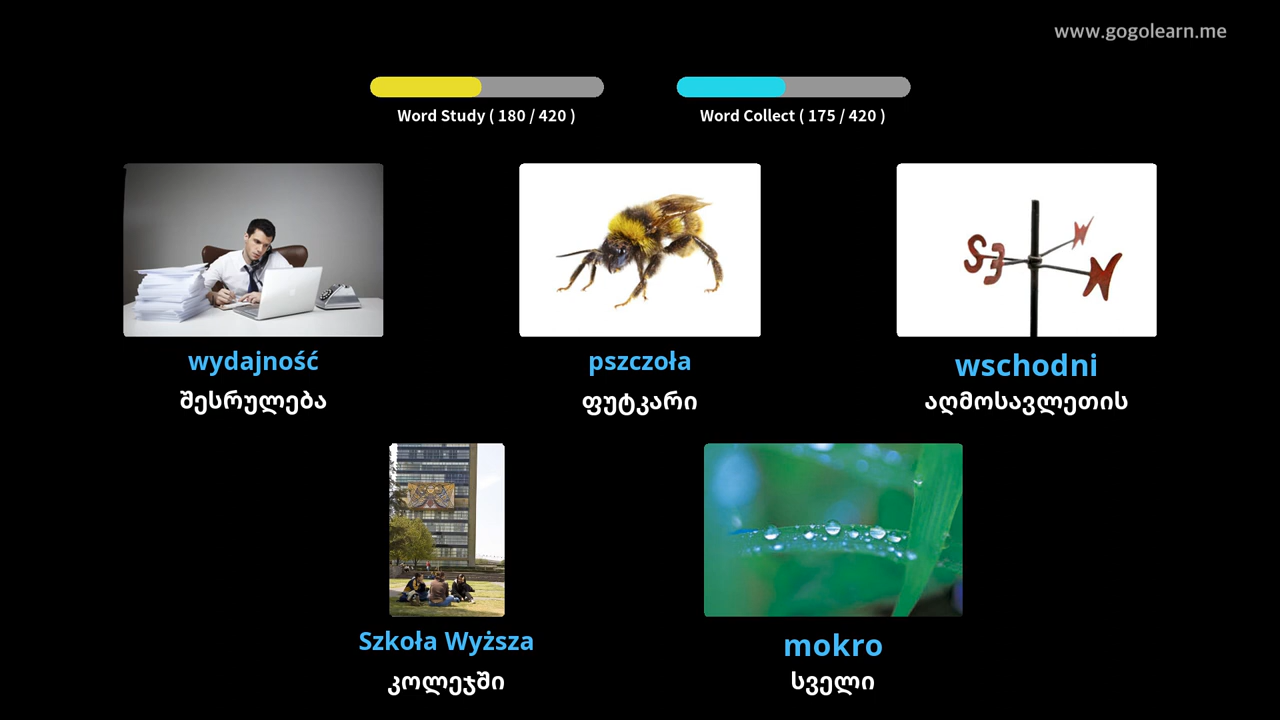 www.gogolearn.me
Word Study ( 180 / 420 )
Word Collect ( 175 / 420 )
wydajność
შესრულება
pszczoła
ფუტკარი
wschodni
აღმოსავლეთის
Szkoła Wyższa
კოლეჯში
mokro
სველი